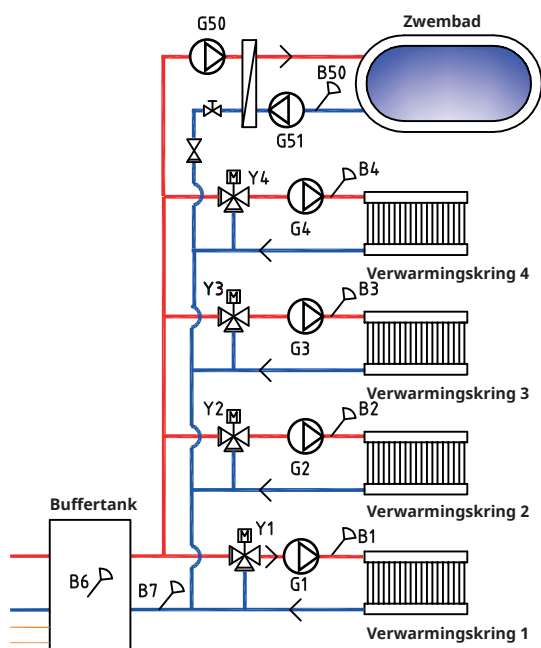 G50
Zwembad
B50
G51
Y4
B4
G4
Verwarmingskring 4
Y3
B3
G3
Verwarmingskring 3
Y2
B2
G2
Verwarmingskring 2
Buffertank
Y1
B1
B6
B7
G1
Verwarmingskring 1
M
M
M
M